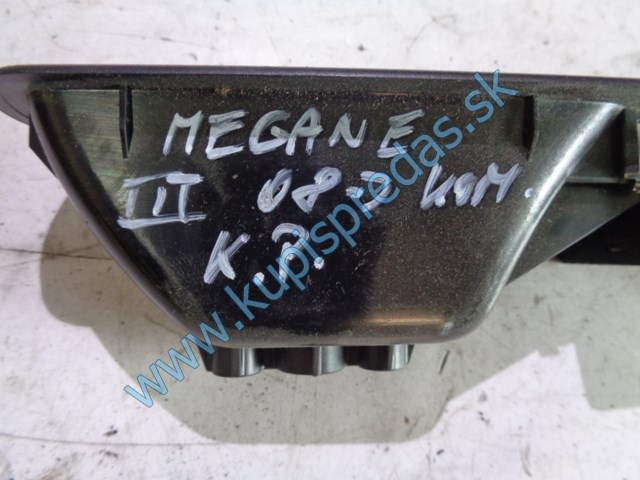 MEGANE
III 08-> KOM.
K.P.
www.kupispredas.sk